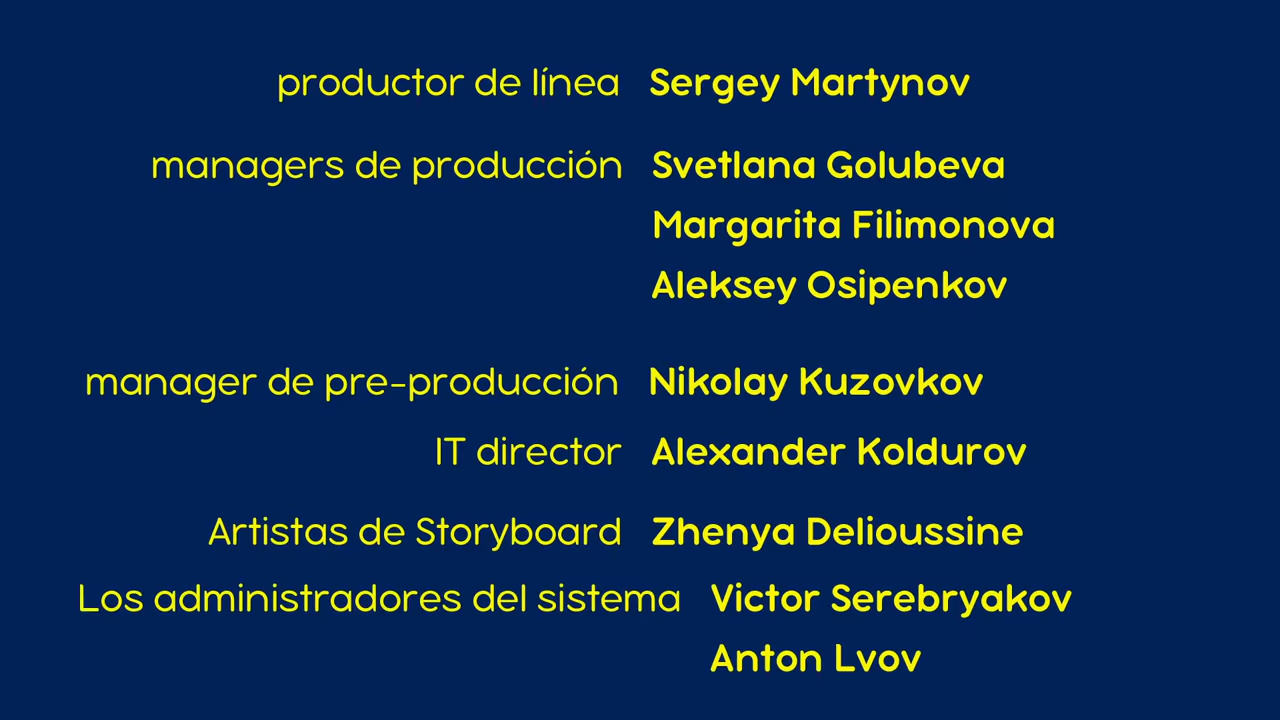 productor de línea Sergey Martynov
managers de producción Svetlana Golubeva
Margarita Filimonova
Aleksey Osipenkov
manager de pre-producción Nikolay Kuzovkov
IT director Alexander Koldurov
Artistas de Storyboard Zhenya Delioussine
Los administradores del sistema Victor Serebryakov
Anton Lvov